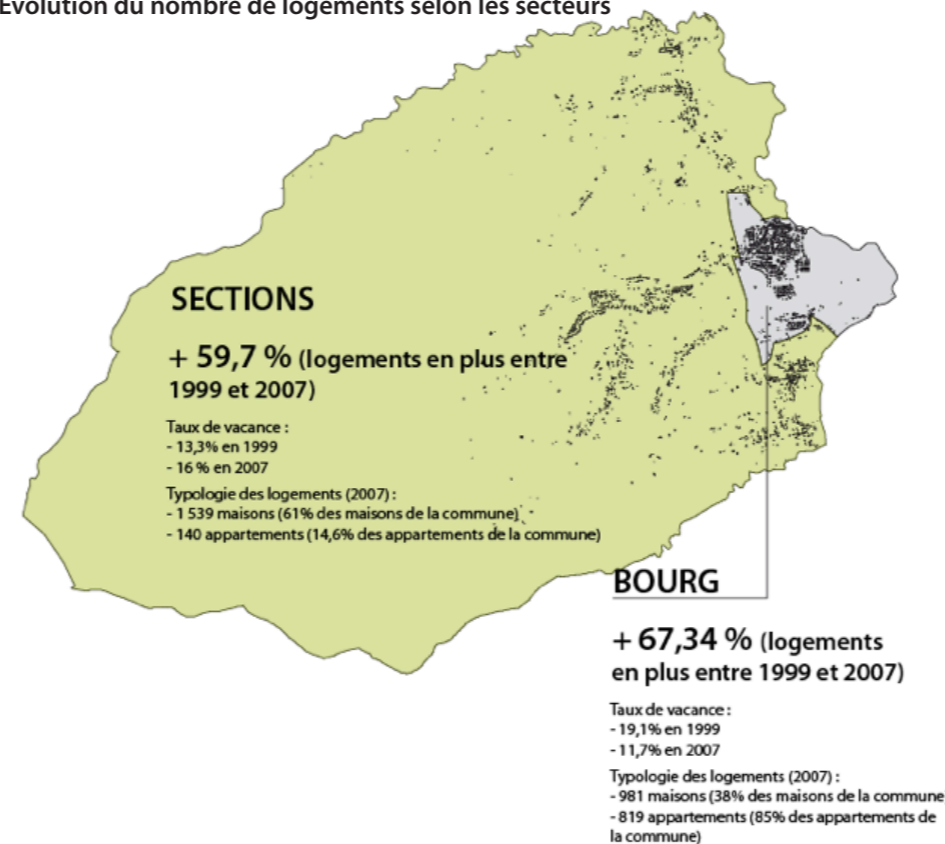 Evolution du nombre de logements selon les secteurs
SECTIONS
+ 59,7 % (logements en plus entre
1999 et 2007)
Taux de vacance :
- 13,3% en 1999
- 16 % en 2007
Typologie des logements (2007) :
- 1 539 maisons (61% des maisons de la commune)
- 140 appartements (14,6% des appartements de la commune)
BOURG
+ 67,34 % (logements
en plus entre 1999 et 2007)
Taux de vacance :
- 19,1% en 1999
- 11,7% en 2007
Typologie des logements (2007) :
- 981 maisons (38% des maisons de la commune
- 819 appartements (85% des appartements de
la commune)